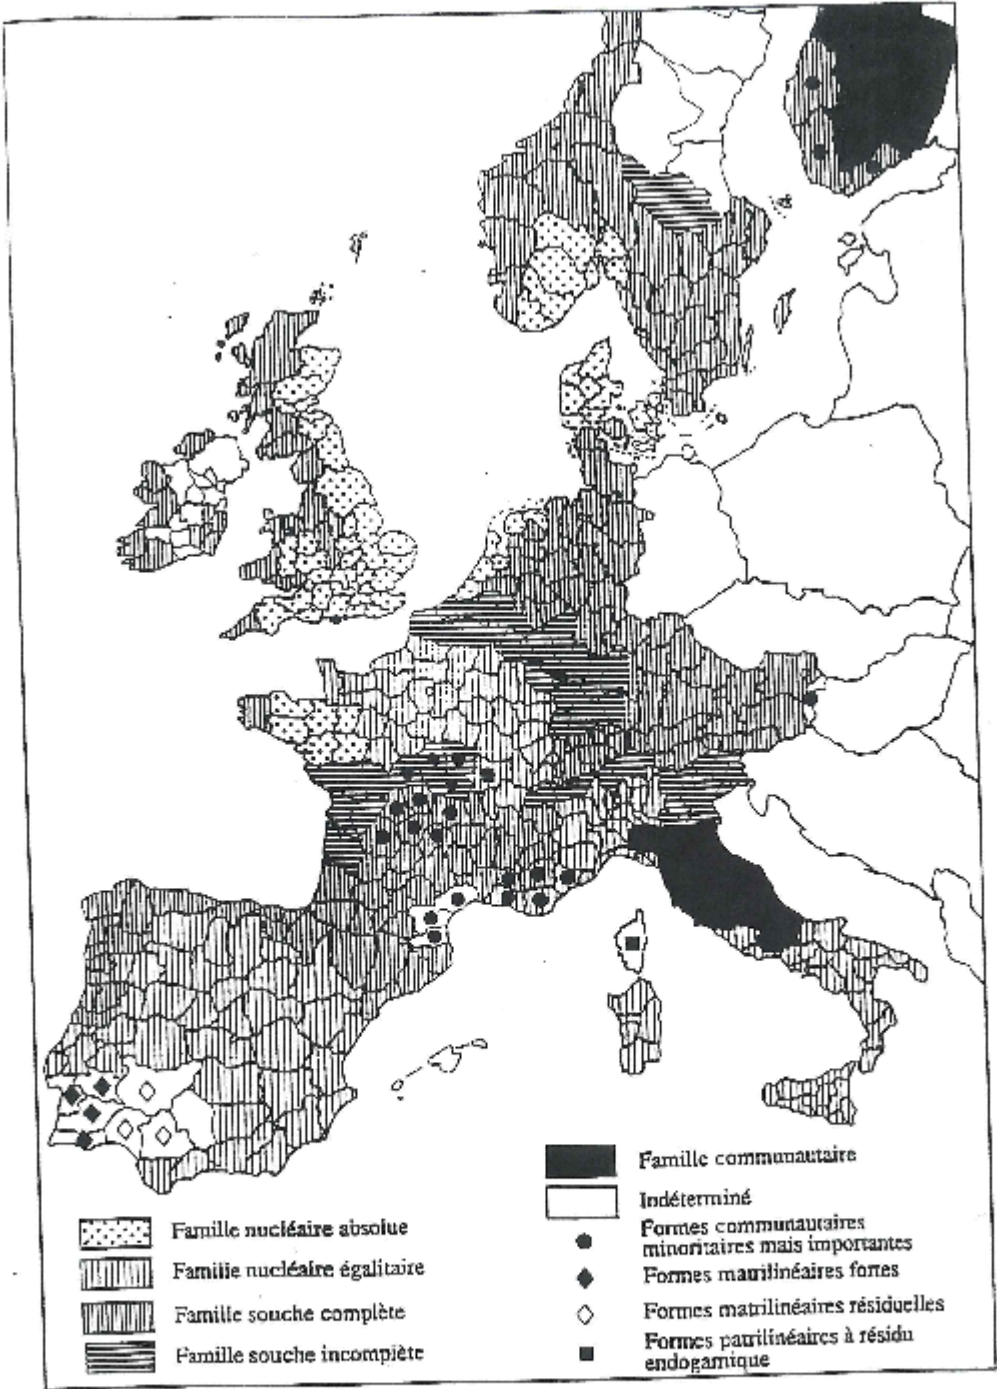 Famille nucléaire absolue
Famille nucléaire égalitaire
Famille souche complète
Famille souche incomplète
Famille communautaire
Indéterminé
Formes communautaires
minoritaires mais importantes
Formes matrilinéaires fortes
Formes matrilinéaires résiduelles
Formes patrilinéaires à résidu
endogamique